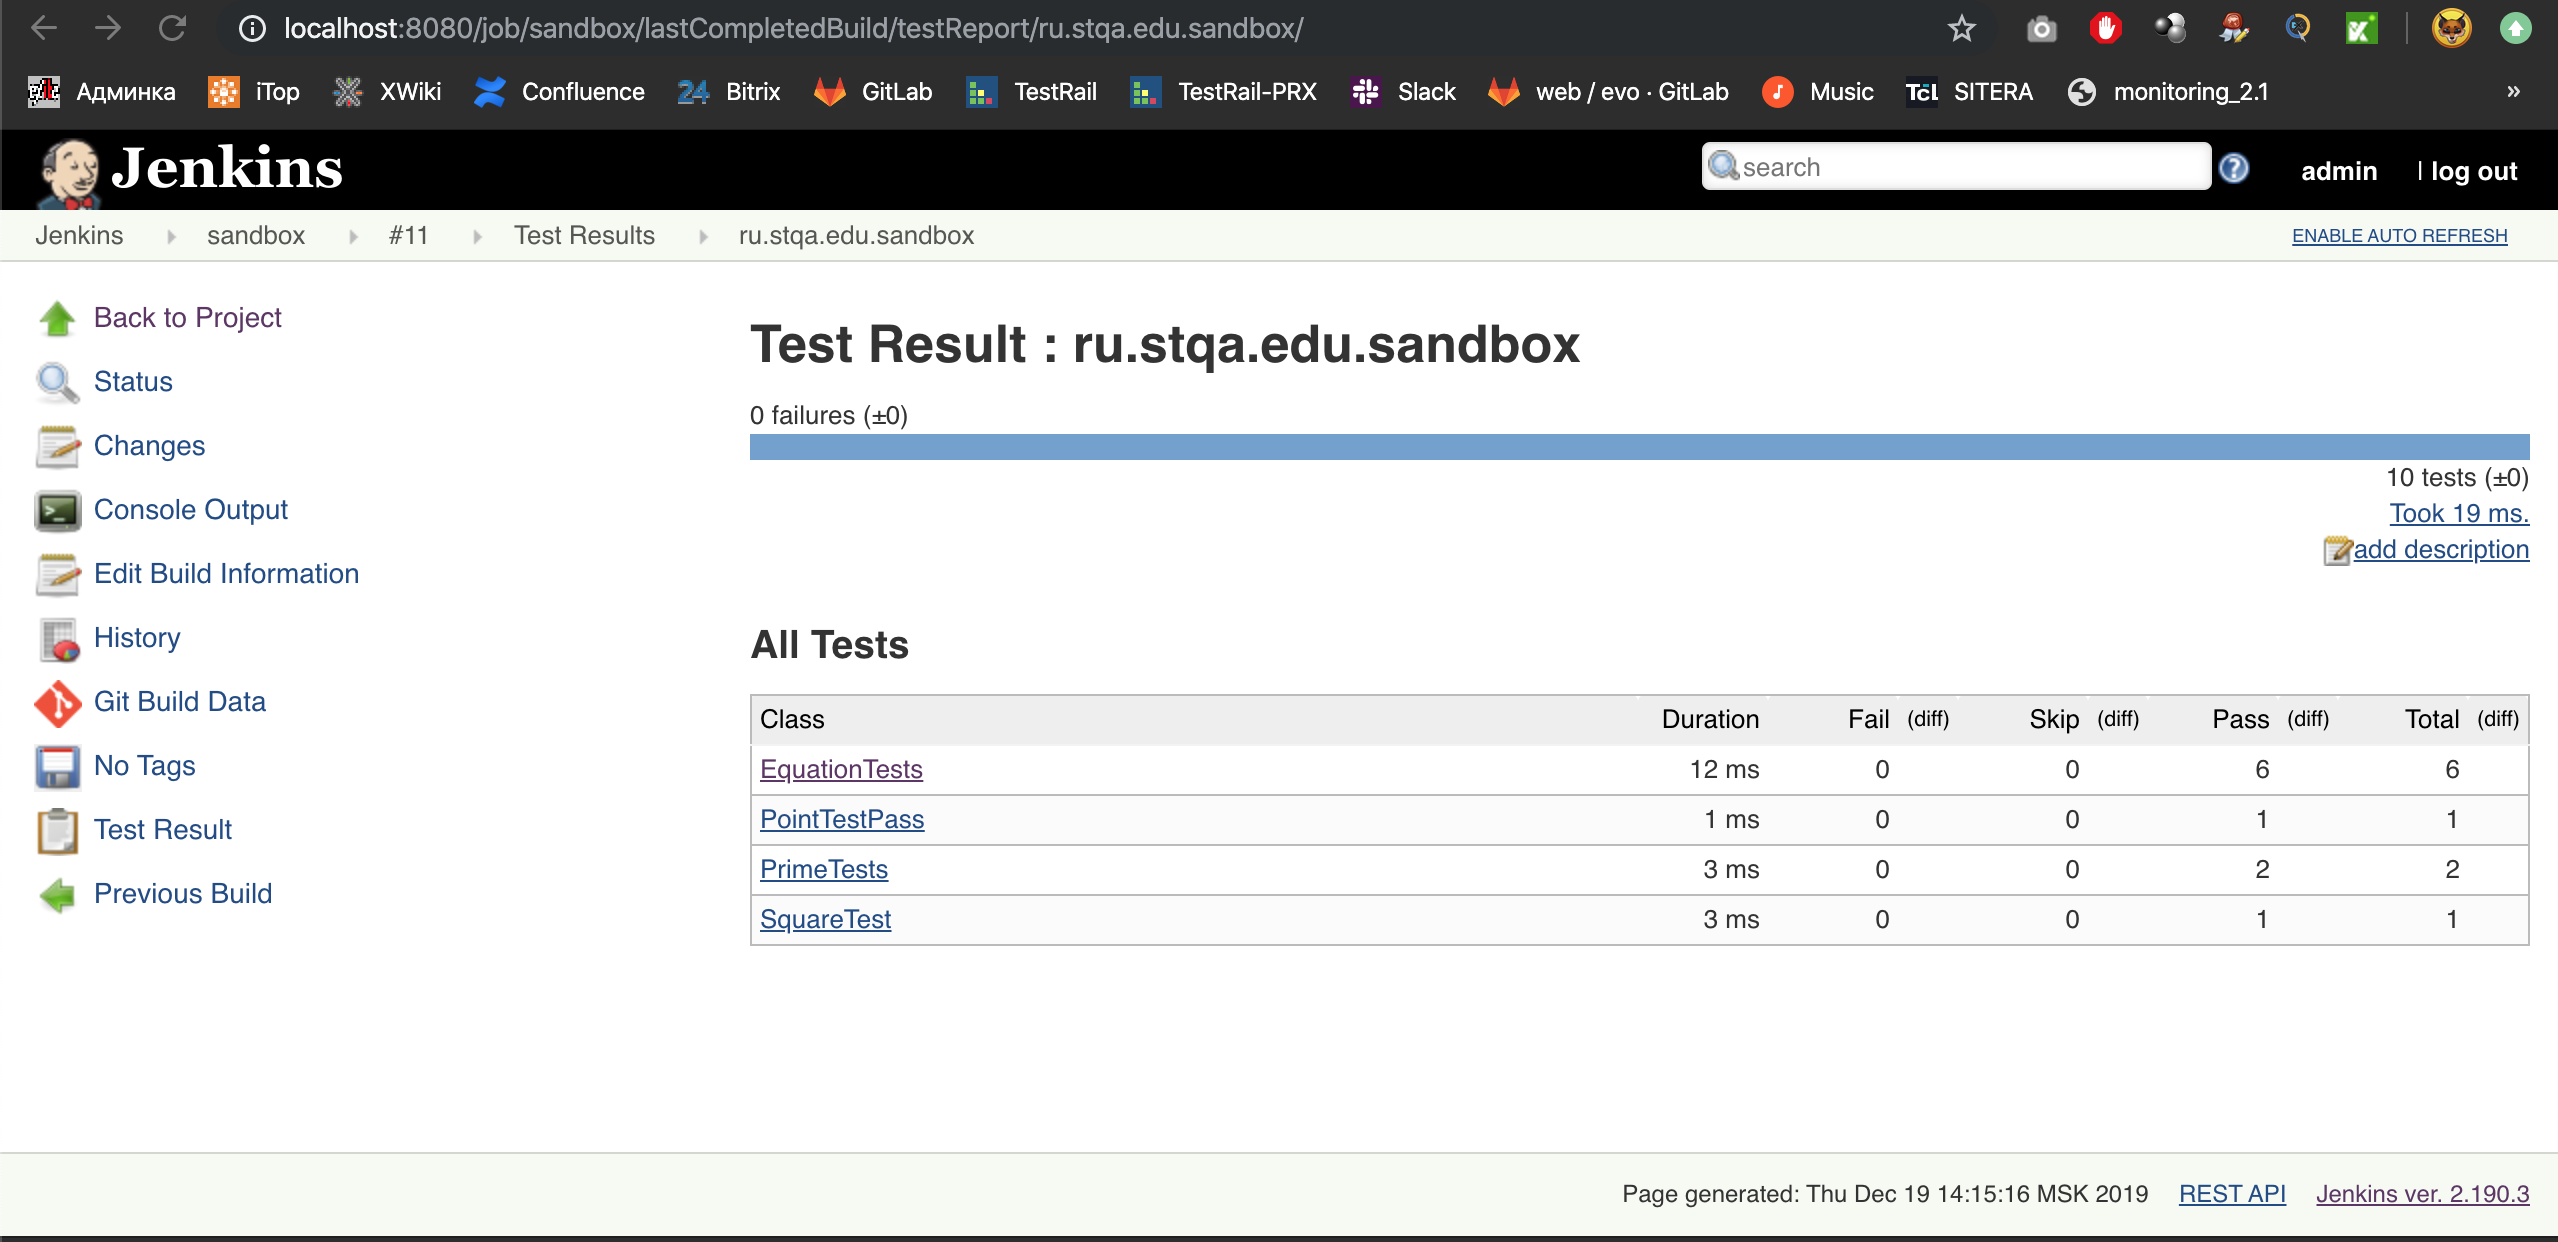 localhost:8080/job/sandbox/lastCompletedBuild/testReport/ru.stqa.edu.sandbox/
Админка iTop XWiki Confluence 24 Bitrix GitLab TestRail TestRail-PRX Slack web / evo · GitLab Music TCL SITERA monitoring_2.1 »
Jenkins search ? admin | log out
Jenkins sandbox #11 Test Results ru.stqa.edu.sandbox ENABLE AUTO REFRESH
Back to Project
Status
Changes
Console Output
Edit Build Information
History
Git Build Data
No Tags
Test Result
Previous Build
Test Result : ru.stqa.edu.sandbox
0 failures (±0)
10 tests (±0)
Took 19 ms.
add description
All Tests
Class Duration Fail (diff) Skip (diff) Pass (diff) Total (diff)
EquationTests 12 ms 0 0 6 6
PointTestPass 1 ms 0 0 1 1
PrimeTests 3 ms 0 0 2 2
SquareTest 3 ms 0 0 1 1
Page generated: Thu Dec 19 14:15:16 MSK 2019 REST API Jenkins ver. 2.190.3